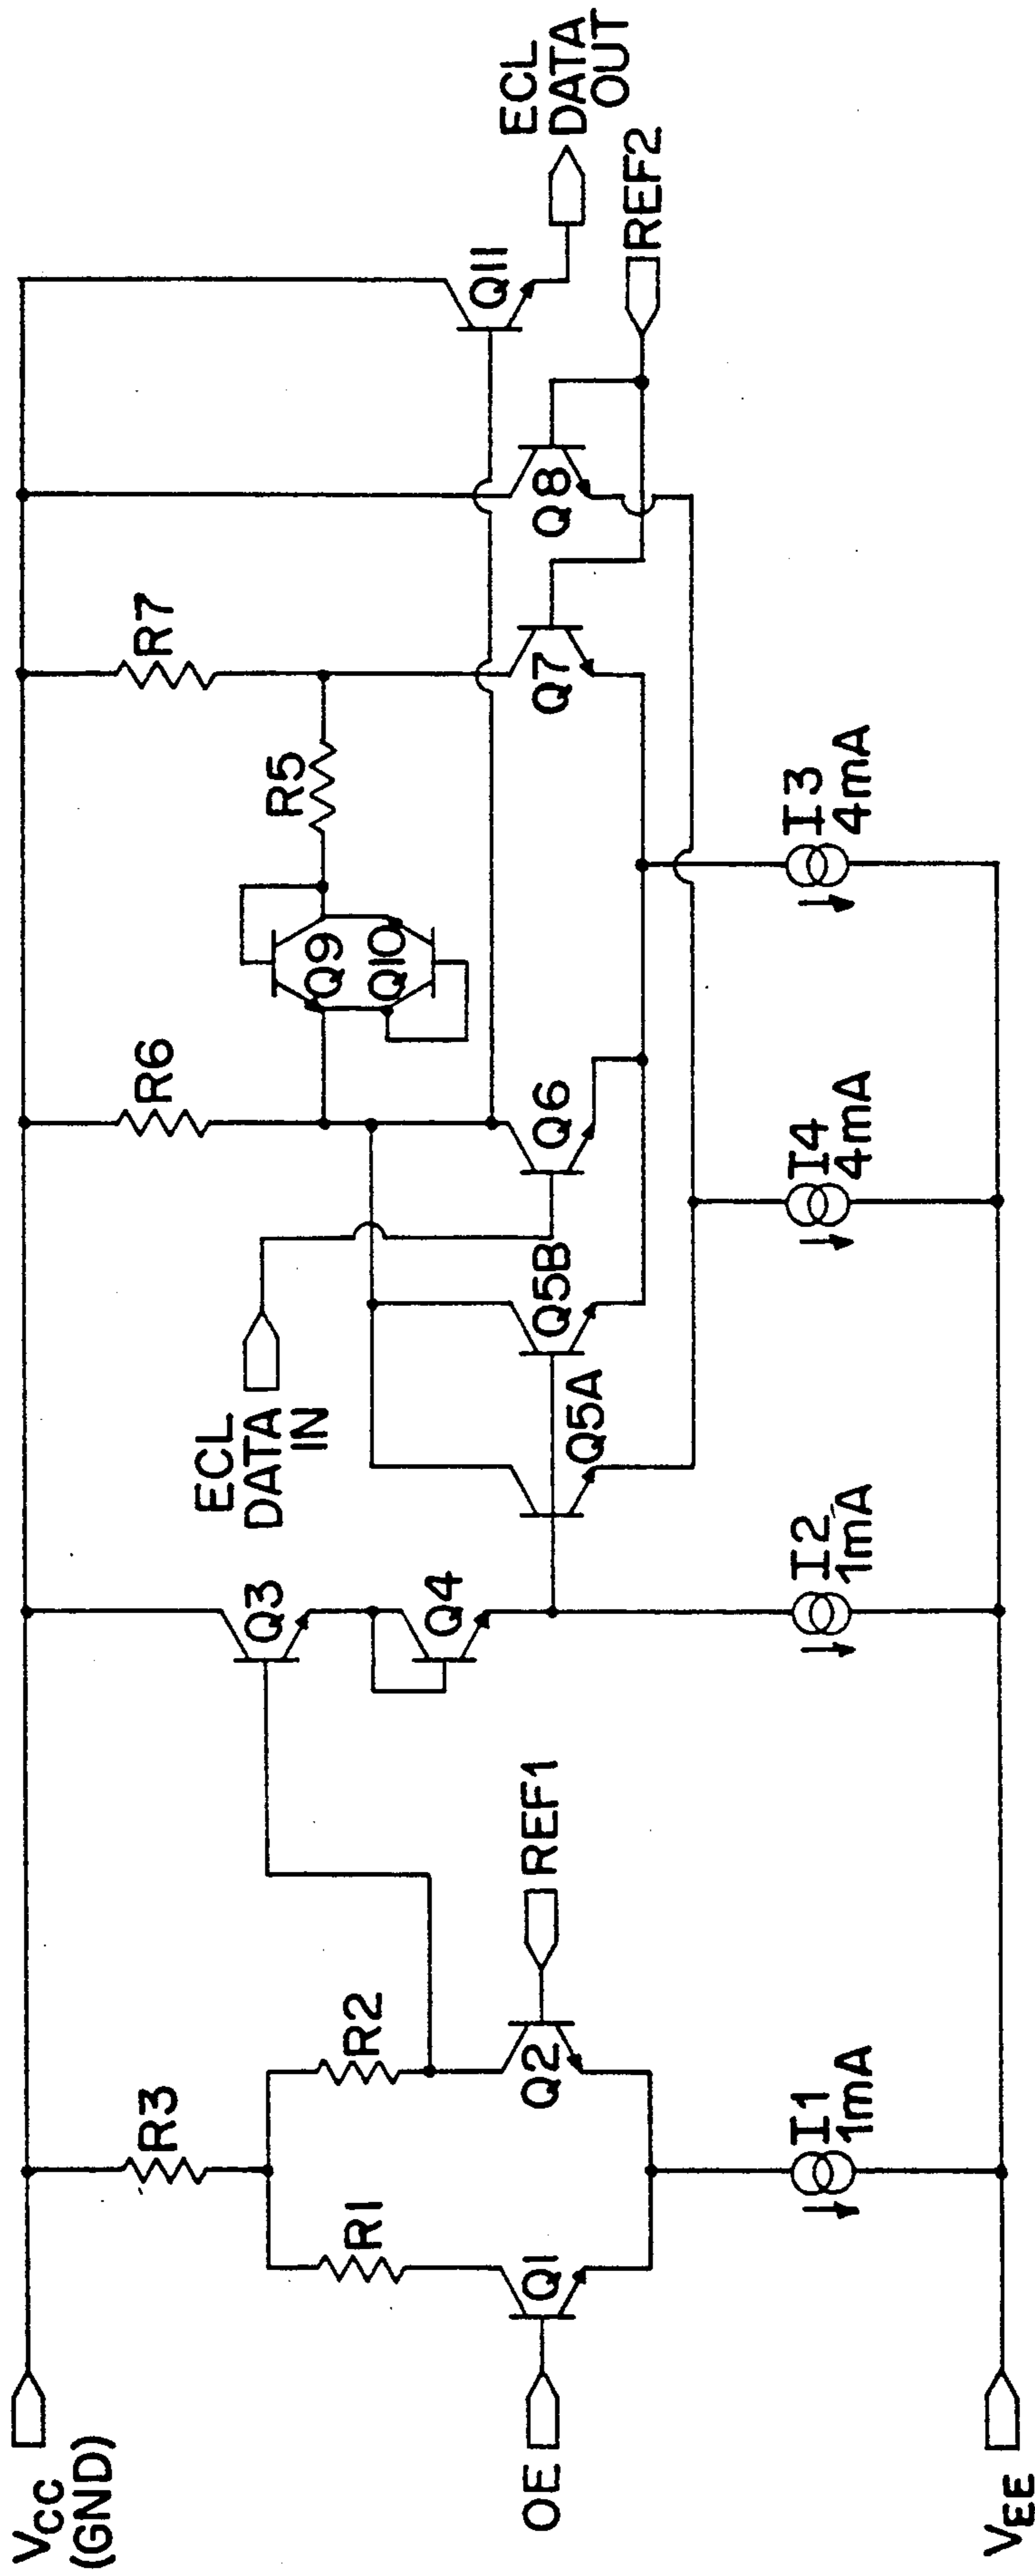 VCC
(GND)
OE
VEE
R3
R1
R2
Q1
Q2
REF1
I1
1mA
Q3
Q4
I2
1mA
ECL
DATA
IN
Q5A
Q5B
Q6
R6
I4
4mA
Q9
Q10
R5
I3
4mA
R7
Q7
Q8
Q11
REF2
ECL
DATA
OUT